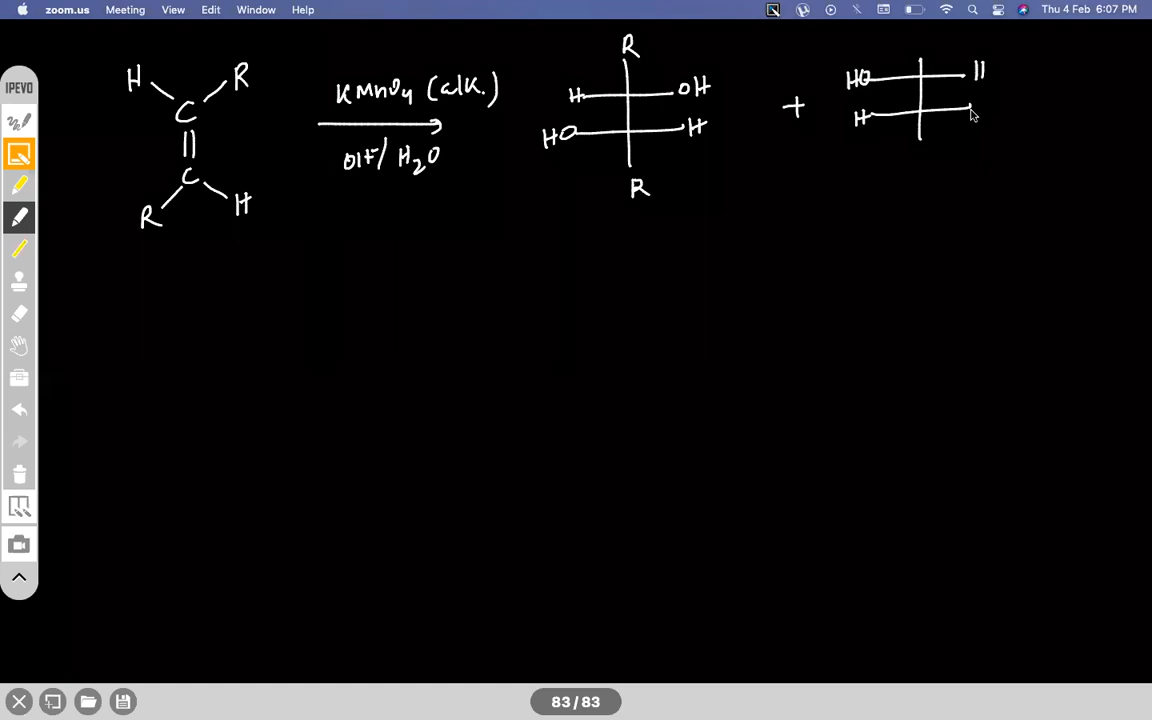 zoom.us Meeting View Edit Window Help Thu 4 Feb 6:07 PM
IPEVO
H R
C
C
R H
KMnO4 (alk.)
OH-/H2O
R
H OH
HO H
R
+
HO
H
83 / 83